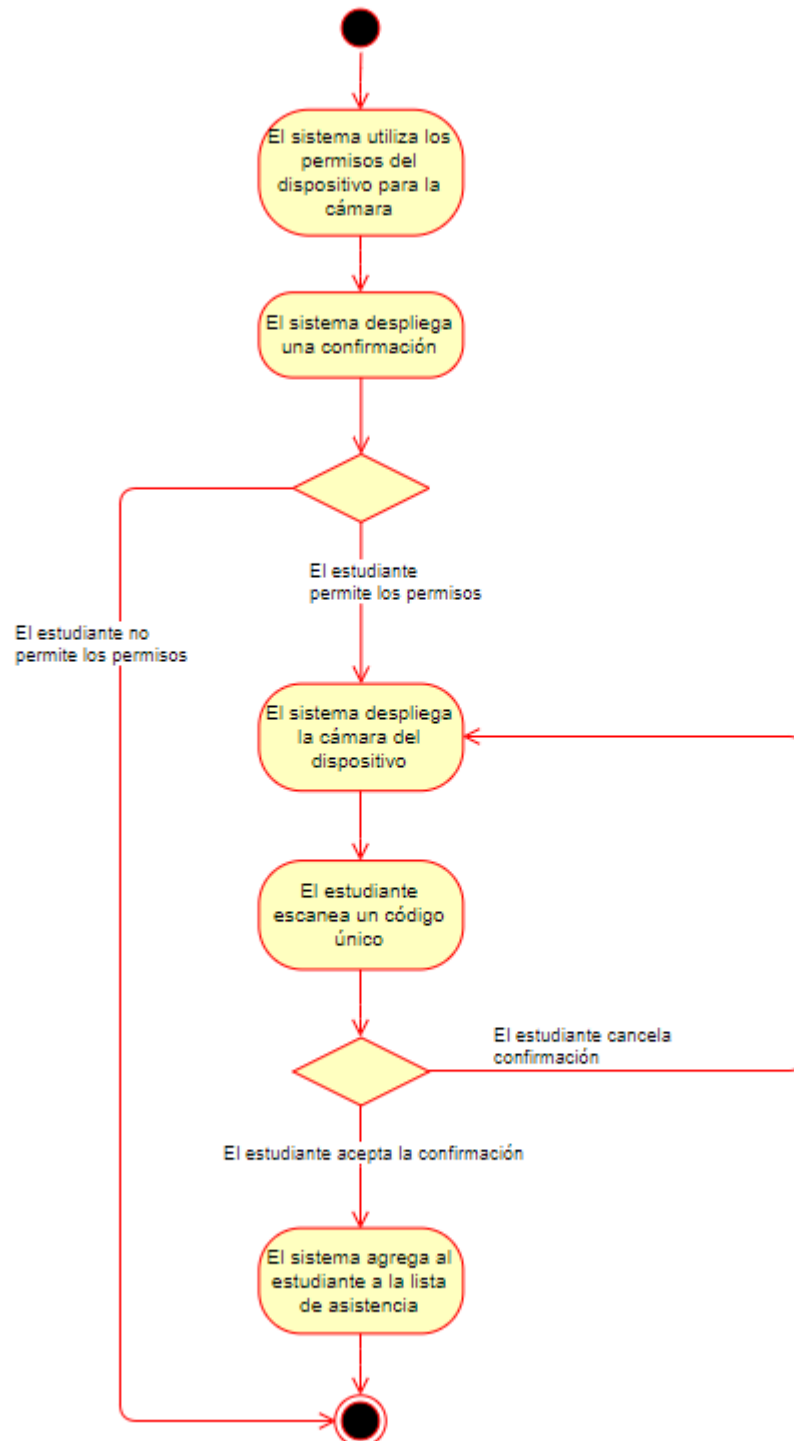 El sistema utiliza los
permisos del
dispositivo para la
cámara
El sistema despliega
una confirmación
El estudiante
permite los permisos
El estudiante no
permite los permisos
El sistema despliega
la cámara del
dispositivo
El estudiante
escanea un código
único
El estudiante cancela
confirmación
El estudiante acepta la confirmación
El sistema agrega al
estudiante a la lista
de asistencia